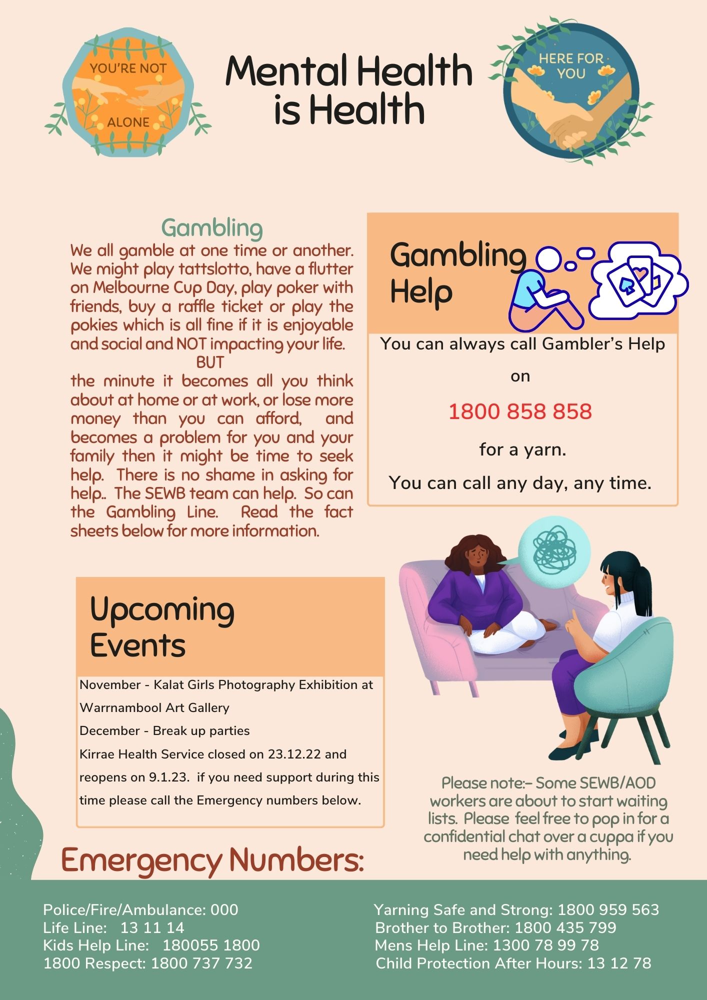 YOU'RE NOT
ALONE
Mental Health
is Health
HERE FOR
YOU
Gambling
We all gamble at one time or another.
We might play tattslotto, have a flutter
on Melbourne Cup Day, play poker with
friends, buy a raffle ticket or play the
pokies which is all fine if it is enjoyable
and social and NOT impacting your life.
BUT
the minute it becomes all you think
about at home or at work, or lose more
money than you can afford, and
becomes a problem for you and your
family then it might be time to seek
help. There is no shame in asking for
help.. The SEWB team can help. So can
the Gambling Line. Read the fact
sheets below for more information.
Gambling
Help
You can always call Gambler's Help
on
1800 858 858
for a yarn.
You can call any day, any time.
Upcoming
Events
November - Kalat Girls Photography Exhibition at
Warrnambool Art Gallery
December - Break up parties
Kirrae Health Service closed on 23.12.22 and
reopens on 9.1.23. if you need support during this
time please call the Emergency numbers below.
Please note:- Some SEWB/AOD
workers are about to start waiting
lists. Please feel free to pop in for a
confidential chat over a cuppa if you
need help with anything.
Emergency Numbers:
Police/Fire/Ambulance: 000
Life Line: 13 11 14
Kids Help Line: 180055 1800
1800 Respect: 1800 737 732
Yarning Safe and Strong: 1800 959 563
Brother to Brother: 1800 435 799
Mens Help Line: 1300 78 99 78
Child Protection After Hours: 13 12 78